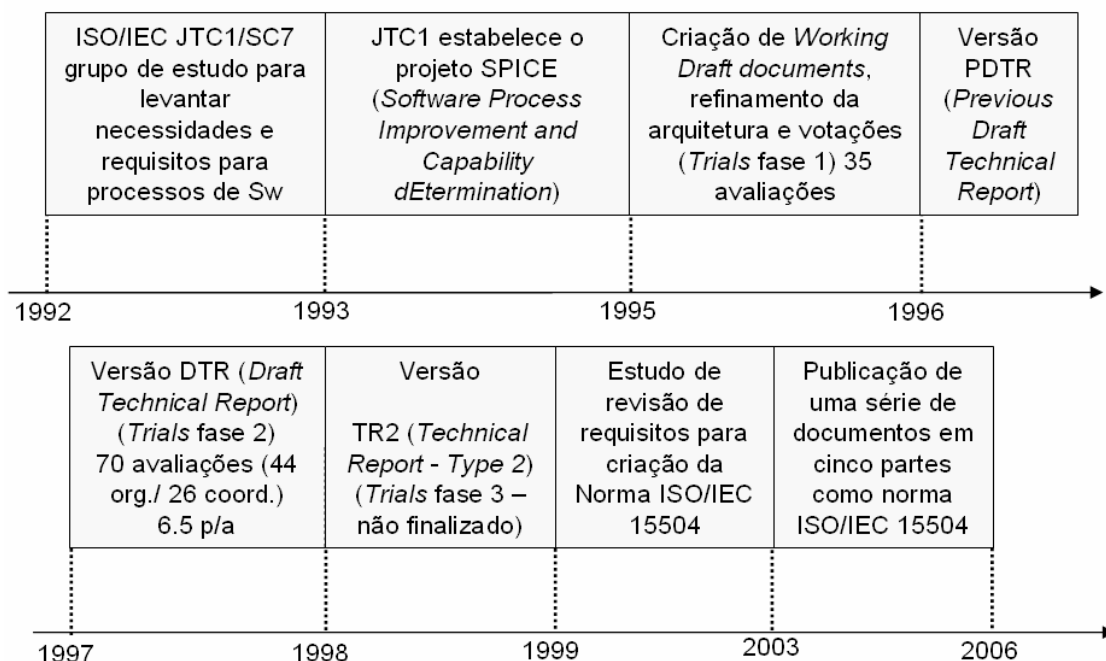 ISO/IEC JTC1/SC7
grupo de estudo para
levantar
necessidades e
requisitos para
processos de Sw
JTC1 estabelece o
projeto SPICE
(Software Process
Improvement and
Capability
dEtermination)
Criação de Working
Draft documents,
refinamento da
arquitetura e votações
(Trials fase 1) 35
avaliações
Versão
PDTR
(Previous
Draft
Technical
Report)
1992
1993
1995
1996
Versão DTR (Draft
Technical Report)
(Trials fase 2)
70 avaliações (44
org./ 26 coord.)
6.5 p/a
Versão
TR2 (Technical
Report - Type 2)
(Trials fase 3 –
não finalizado)
Estudo de
revisão de
requisitos para
criação da
Norma ISO/IEC
15504
Publicação de
uma série de
documentos em
cinco partes
como norma
ISO/IEC 15504
1997
1998
1999
2003
2006